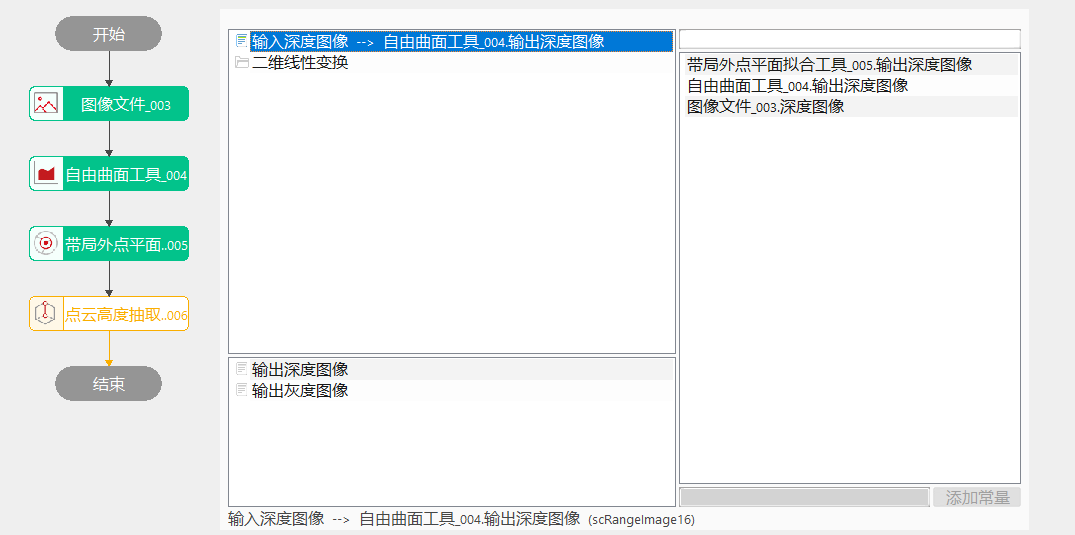 开始
图像文件_003
自由曲面工具_004
带局外点平面..005
点云高度抽取..006
结束
输入深度图像 --> 自由曲面工具_004.输出深度图像
二维线性变换
输出深度图像
输出灰度图像
输入深度图像 --> 自由曲面工具_004.输出深度图像 (scRangeImage16)
带局外点平面拟合工具_005.输出深度图像
自由曲面工具_004.输出深度图像
图像文件_003.深度图像
添加常量